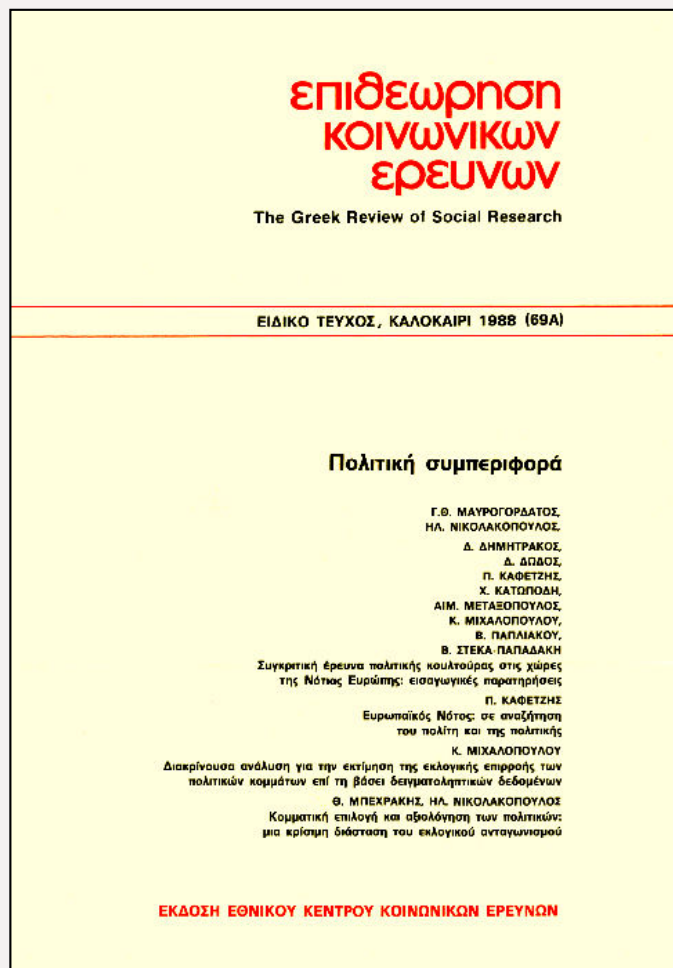 επιθεωρηση
κοινωνικων
ερευνων
The Greek Review of Social Research
ΕΙΔΙΚΟ ΤΕΥΧΟΣ, ΚΑΛΟΚΑΙΡΙ 1988 (69Α)
Πολιτική συμπεριφορά
Γ.Θ. ΜΑΥΡΟΓΟΡΔΑΤΟΣ,
ΗΛ. ΝΙΚΟΛΑΚΟΠΟΥΛΟΣ,
Δ. ΔΗΜΗΤΡΑΚΟΣ,
Δ. ΔΩΔΟΣ,
Π. ΚΑΦΕΤΖΗΣ,
Χ. ΚΑΤΩΠΟΔΗ,
ΑΙΜ. ΜΕΤΑΞΟΠΟΥΛΟΣ,
Κ. ΜΙΧΑΛΟΠΟΥΛΟΥ,
Β. ΠΑΠΛΙΑΚΟΥ,
Β. ΣΤΕΚΑ-ΠΑΠΑΔΑΚΗ
Συγκριτική έρευνα πολιτικής κουλτούρας στις χώρες
της Νότιας Ευρώπης: εισαγωγικές παρατηρήσεις
Π. ΚΑΦΕΤΖΗΣ
Ευρωπαϊκός Νότος: σε αναζήτηση
του πολίτη και της πολιτικής
Κ. ΜΙΧΑΛΟΠΟΥΛΟΥ
Διακρίνουσα ανάλυση για την εκτίμηση της εκλογικής επιρροής των
πολιτικών κομμάτων επί τη βάσει δειγματοληπτικών δεδομένων
Θ. ΜΠΕΧΡΑΚΗΣ, ΗΛ. ΝΙΚΟΛΑΚΟΠΟΥΛΟΣ
Κομματική επιλογή και αξιολόγηση των πολιτικών:
μια κρίσιμη διάσταση του εκλογικού ανταγωνισμού
ΕΚΔΟΣΗ ΕΘΝΙΚΟΥ ΚΕΝΤΡΟΥ ΚΟΙΝΩΝΙΚΩΝ ΕΡΕΥΝΩΝ